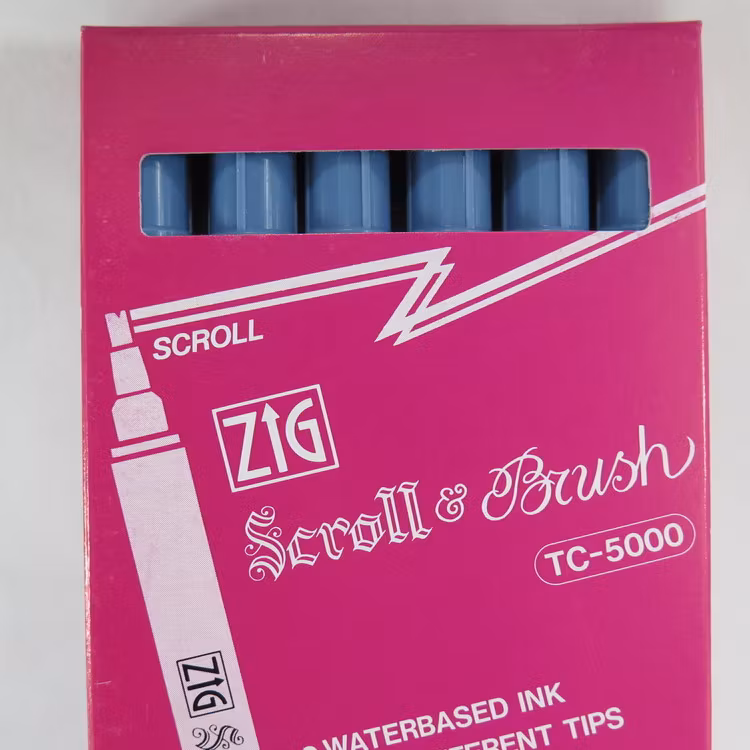 SCROLL
ZIG
Scroll & Brush
TC-5000
ZIG
WATERBASED INK
TIPS